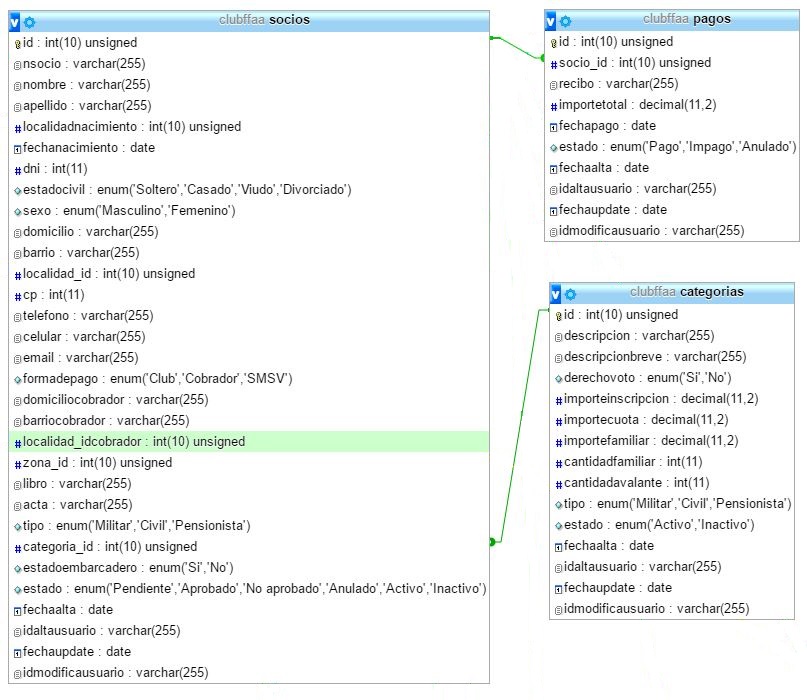 clubffaa socios
id : int(10) unsigned
nsocio : varchar(255)
nombre : varchar(255)
apellido : varchar(255)
localidadnacimiento : int(10) unsigned
fechanacimiento : date
dni : int(11)
estadocivil : enum('Soltero','Casado','Viudo','Divorciado')
sexo : enum('Masculino','Femenino')
domicilio : varchar(255)
barrio : varchar(255)
localidad_id : int(10) unsigned
cp : int(11)
telefono : varchar(255)
celular : varchar(255)
email : varchar(255)
formadepago : enum('Club','Cobrador','SMSV')
domiciliocobrador : varchar(255)
barriocobrador : varchar(255)
localidad_idcobrador : int(10) unsigned
zona_id : int(10) unsigned
libro : varchar(255)
acta : varchar(255)
tipo : enum('Militar','Civil','Pensionista')
categoria_id : int(10) unsigned
estadoembarcadero : enum('Si','No')
estado : enum('Pendiente','Aprobado','No aprobado','Anulado','Activo','Inactivo')
fechaalta : date
idaltausuario : varchar(255)
fechaupdate : date
idmodificausuario : varchar(255)
clubffaa pagos
id : int(10) unsigned
socio_id : int(10) unsigned
recibo : varchar(255)
importetotal : decimal(11,2)
fechapago : date
estado : enum('Pago','Impago','Anulado')
fechaalta : date
idaltausuario : varchar(255)
fechaupdate : date
idmodificausuario : varchar(255)
clubffaa categorias
id : int(10) unsigned
descripcion : varchar(255)
descripcionbreve : varchar(255)
derechovoto : enum('Si','No')
importeinscripcion : decimal(11,2)
importecuota : decimal(11,2)
importefamiliar : decimal(11,2)
cantidadfamiliar : int(11)
cantidadavalante : int(11)
tipo : enum('Militar','Civil','Pensionista')
estado : enum('Activo','Inactivo')
fechaalta : date
idaltausuario : varchar(255)
fechaupdate : date
idmodificausuario : varchar(255)